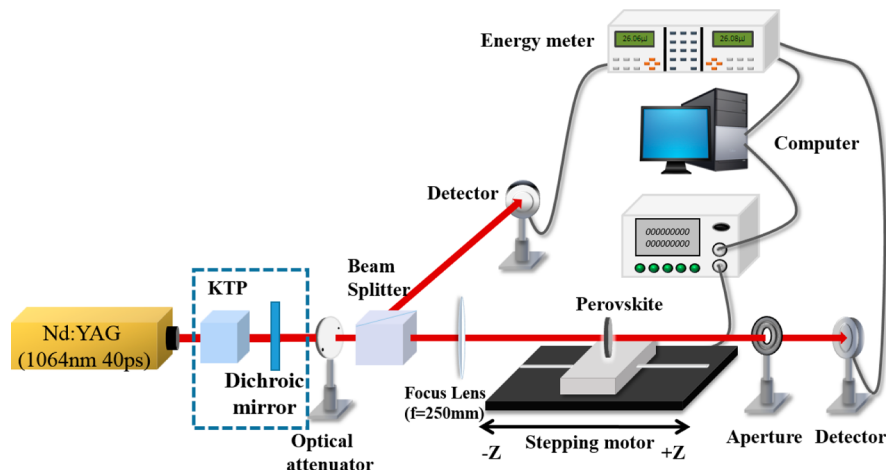 Energy meter
26.06μJ
26.08μJ
Computer
Detector
000000000
000000000
Beam
Splitter
KTP
Perovskite
Nd:YAG
(1064nm 40ps)
Dichroic
mirror
Focus Lens
(f=250mm)
Optical
attenuator
-Z
Stepping motor
+Z
Aperture
Detector